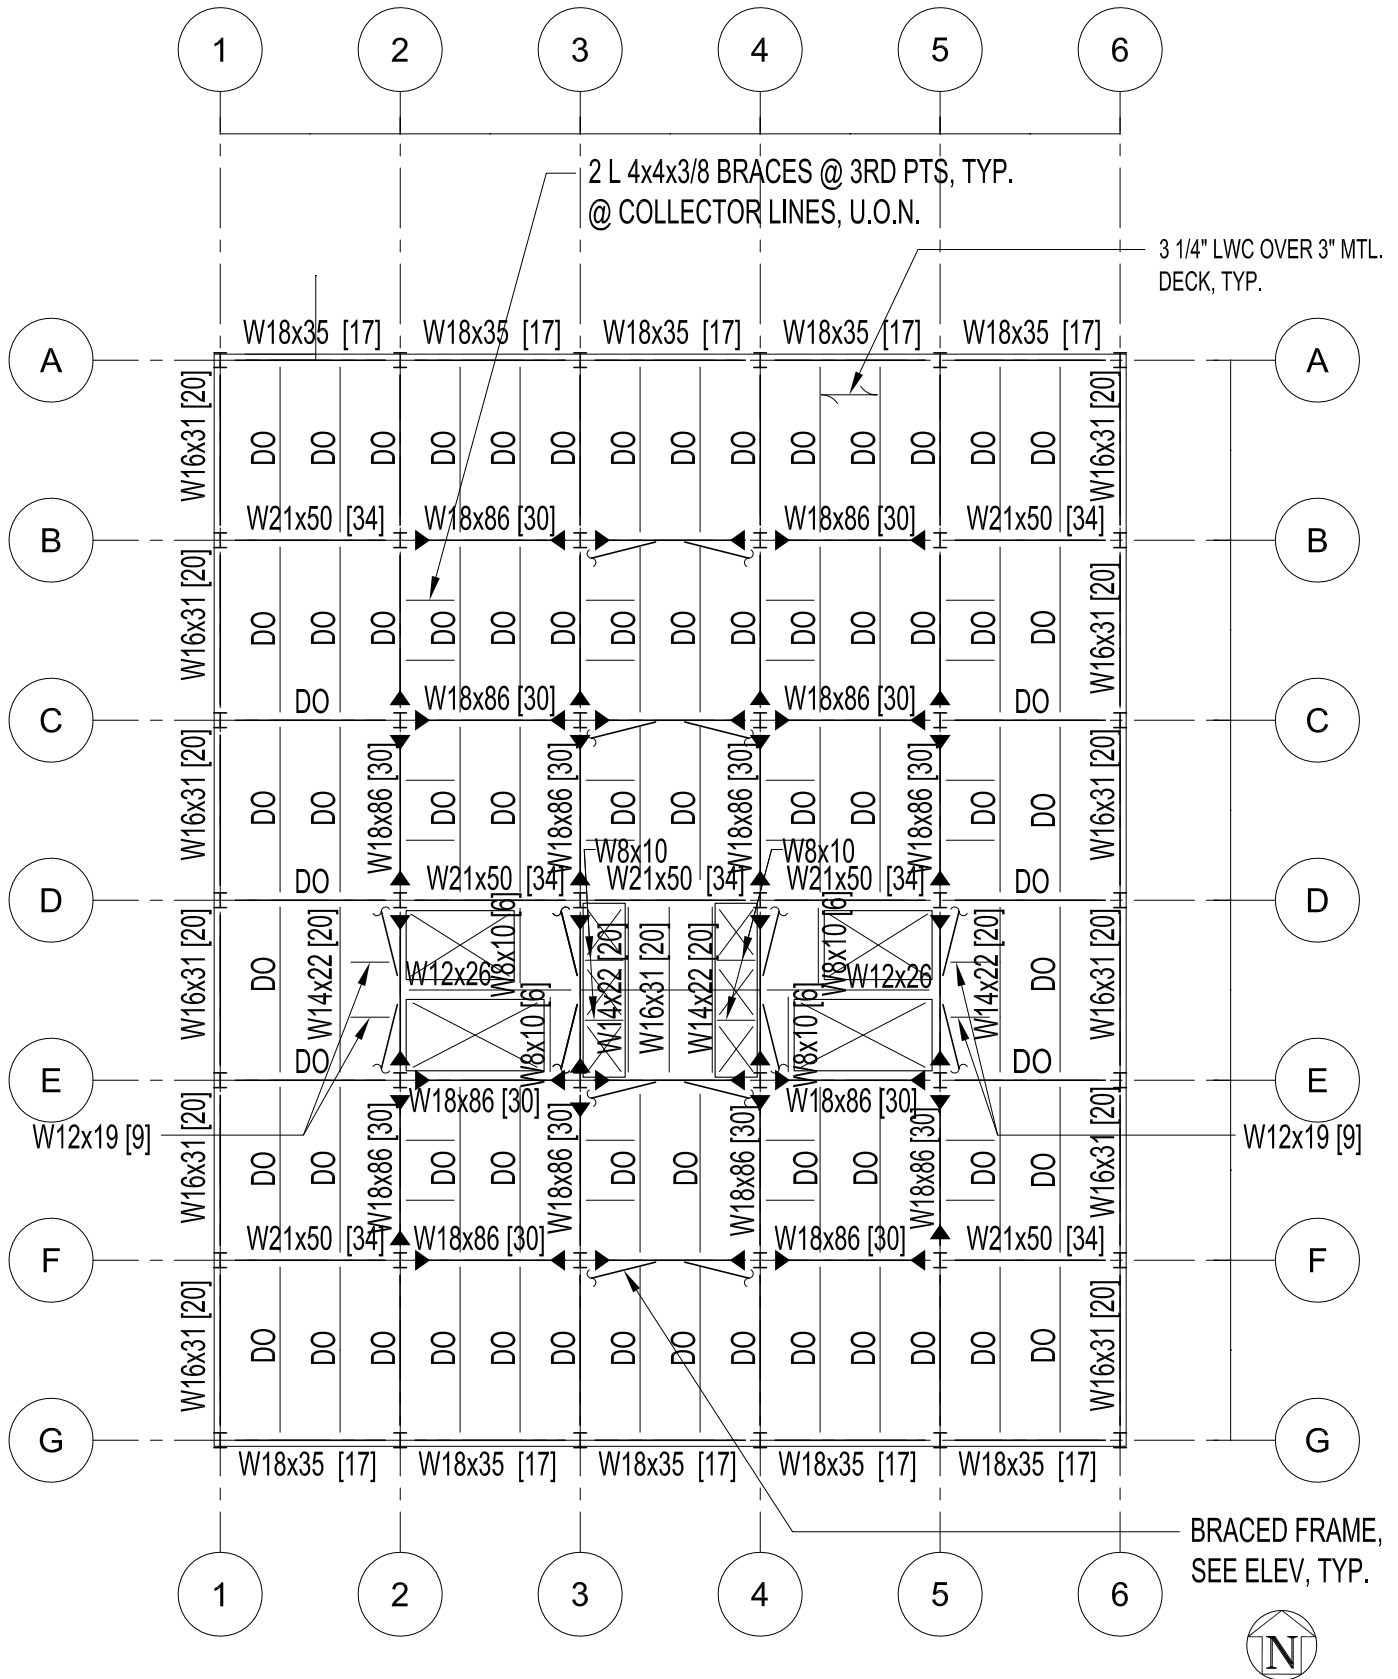 1 2 3 4 5 6
2 L 4x4x3/8 BRACES @ 3RD PTS, TYP.
@ COLLECTOR LINES, U.O.N.
3 1/4" LWC OVER 3" MTL.
DECK, TYP.
W18x35 [17] W18x35 [17] W18x35 [17] W18x35 [17] W18x35 [17]
A A
W16x31 [20] DO DO DO DO DO DO DO DO DO DO DO DO DO DO W16x31 [20]
W21x50 [34] W18x86 [30] W18x86 [30] W21x50 [34]
B B
W16x31 [20] DO DO DO DO DO DO DO DO DO DO DO DO DO DO W16x31 [20]
DO W18x86 [30] W18x86 [30] DO
C C
W16x31 [20] DO DO W18x86 [30] DO DO W18x86 [30] DO DO W18x86 [30] DO DO W18x86 [30] DO DO W16x31 [20]
W8x10 W8x10
DO W21x50 [34] W21x50 [34] W21x50 [34] DO
D D
W16x31 [20] DO W14x22 [20] W8x10 [6] W14x22 [20] W16x31 [20] W14x22 [20] W8x10 [6] W14x22 [20] DO W16x31 [20]
W12x26 W12x26
W8x10 [6] W8x10 [6]
DO DO
E E
W18x86 [30] W18x86 [30]
W12x19 [9] W12x19 [9]
W16x31 [20] DO DO W18x86 [30] DO DO W18x86 [30] DO DO W18x86 [30] DO DO W18x86 [30] DO DO W16x31 [20]
W21x50 [34] W18x86 [30] W18x86 [30] W21x50 [34]
F F
W16x31 [20] DO DO DO DO DO DO DO DO DO DO DO DO DO DO W16x31 [20]
G G
W18x35 [17] W18x35 [17] W18x35 [17] W18x35 [17] W18x35 [17]
BRACED FRAME,
SEE ELEV, TYP.
1 2 3 4 5 6
N